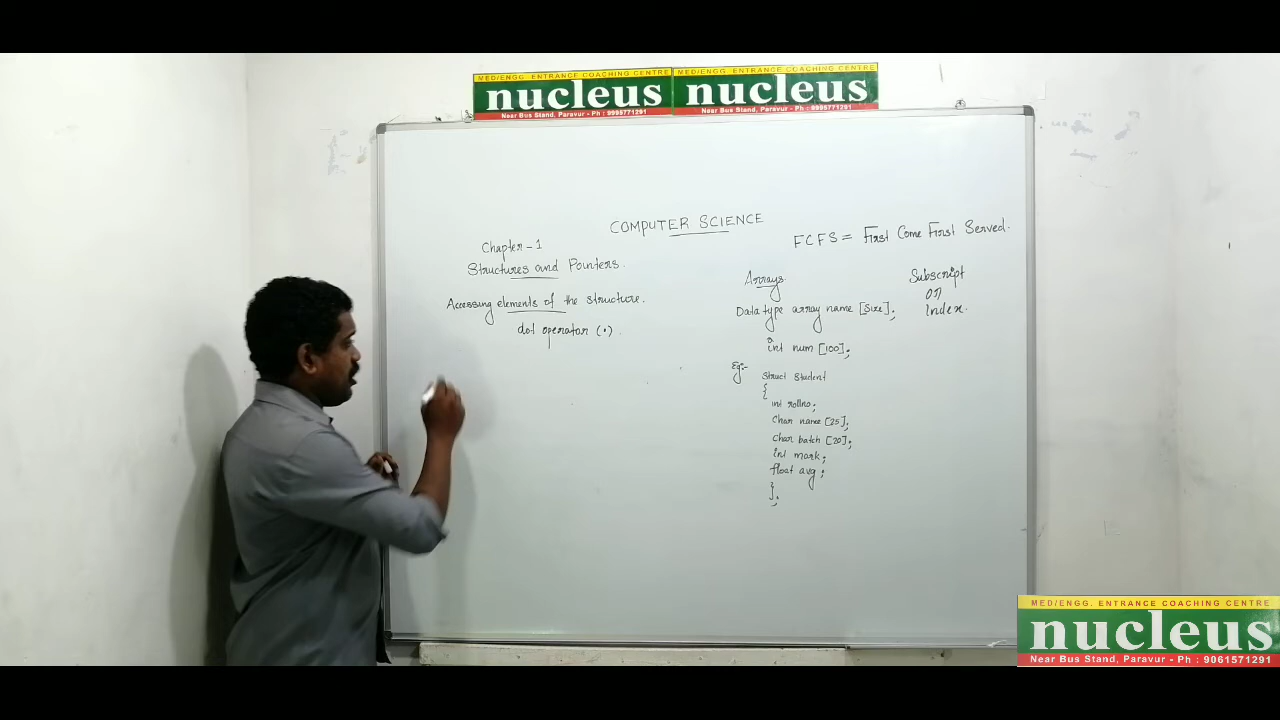 MED/ENGG. ENTRANCE COACHING CENTRE
nucleus
Near Bus Stand, Paravur - Ph : 9995771291
MED/ENGG. ENTRANCE COACHING CENTRE
nucleus
Near Bus Stand, Paravur - Ph : 9995771291
COMPUTER SCIENCE
Chapter - 1
Structures and Pointers.
Accessing elements of the structure.
dot operator (.)
FCFS = First Come First Served.
Arrays
Data type array name [Size];
int num [100];
Subscript
or
index.
Eg:-
Struct Student
{
int rollno;
Char name [25];
Char batch [20];
int mark;
float avg;
};
MED/ENGG. ENTRANCE COACHING CENTRE
nucleus
Near Bus Stand, Paravur - Ph : 9061571291